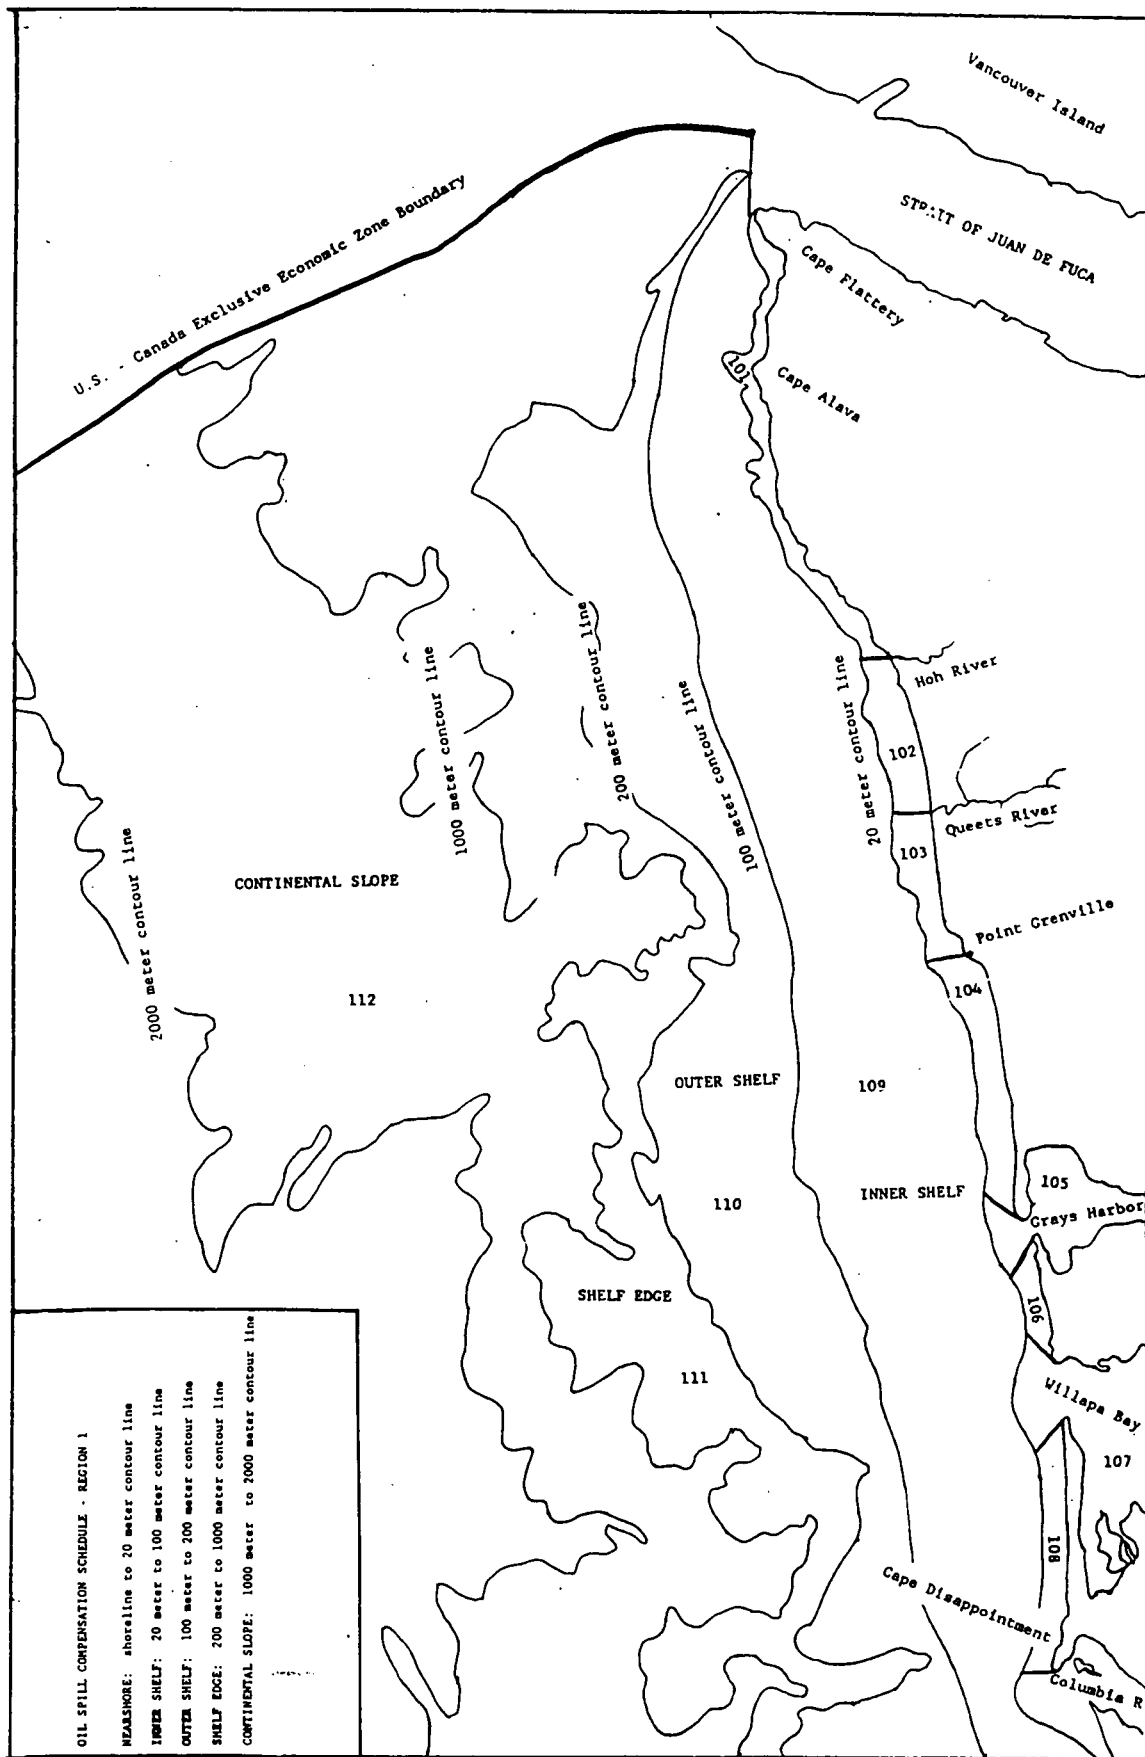 Vancouver Island
STRAIT OF JUAN DE FUCA
U.S. - Canada Exclusive Economic Zone Boundary
Cape Flattery
101
Cape Alava
Hoh River
102
Queets River
103
Point Grenville
104
20 meter contour line
100 meter contour line
200 meter contour line
1000 meter contour line
2000 meter contour line
CONTINENTAL SLOPE
112
OUTER SHELF
109
110
INNER SHELF
105
Grays Harbor
106
SHELF EDGE
111
Willapa Bay
107
108
Cape Disappointment
Columbia R
OIL SPILL COMPENSATION SCHEDULE - REGION 1
NEARSHORE: shoreline to 20 meter contour line
INNER SHELF: 20 meter to 100 meter contour line
OUTER SHELF: 100 meter to 200 meter contour line
SHELF EDGE: 200 meter to 1000 meter contour line
CONTINENTAL SLOPE: 1000 meter to 2000 meter contour line